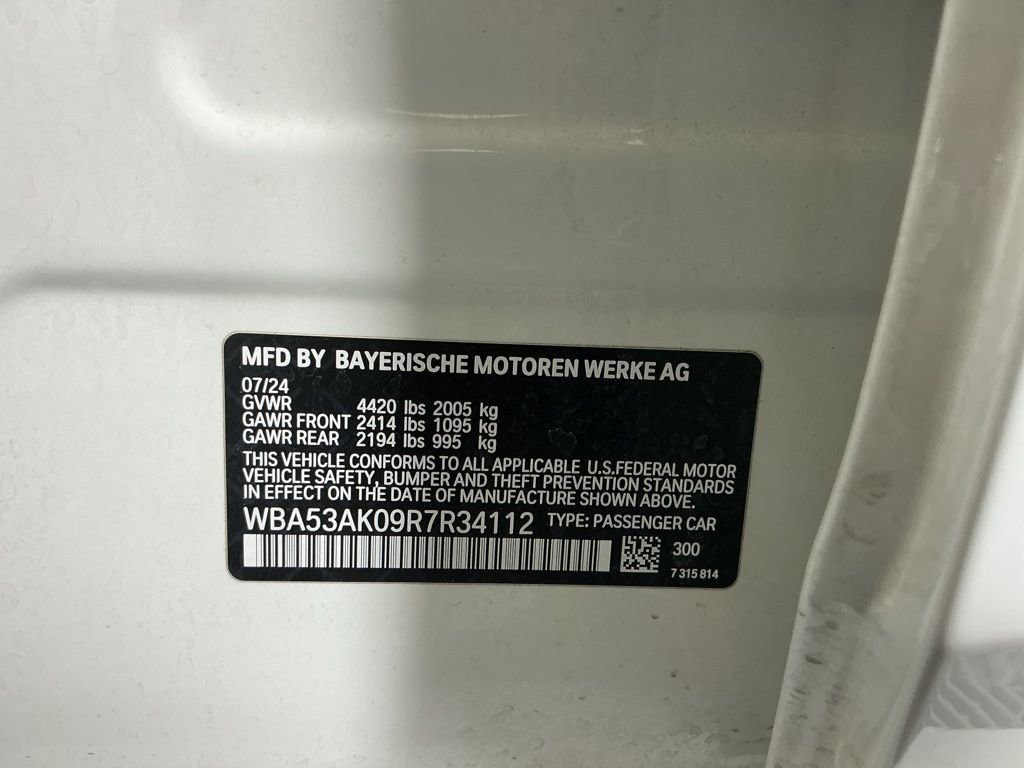 MFD BY BAYERISCHE MOTOREN WERKE AG
07/24
GVWR 4420 lbs 2005 kg
GAWR FRONT 2414 lbs 1095 kg
GAWR REAR 2194 lbs 995 kg
THIS VEHICLE CONFORMS TO ALL APPLICABLE U.S.FEDERAL MOTOR
VEHICLE SAFETY, BUMPER AND THEFT PREVENTION STANDARDS
IN EFFECT ON THE DATE OF MANUFACTURE SHOWN ABOVE.
WBA53AK09R7R34112 TYPE: PASSENGER CAR
300
7 315 814